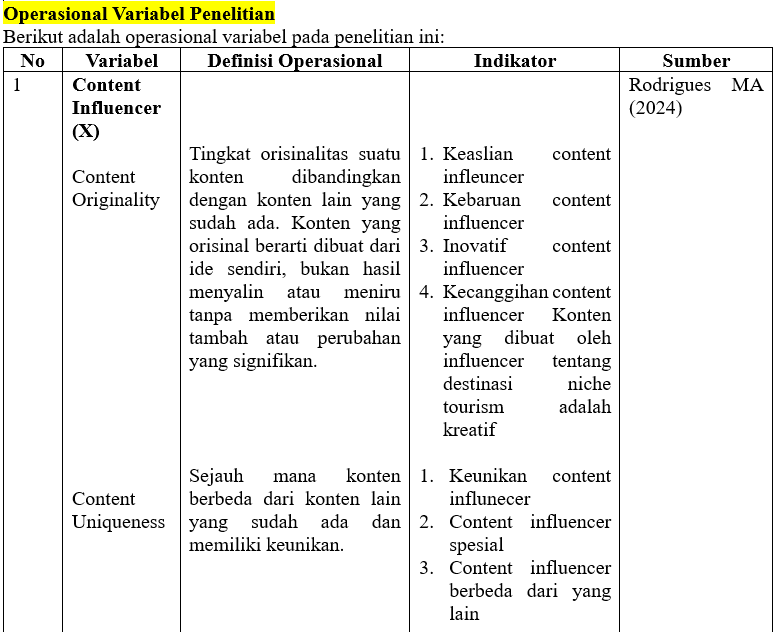 Operasional Variabel Penelitian
Berikut adalah operasional variabel pada penelitian ini:
No Variabel Definisi Operasional Indikator Sumber
1
Content
Influencer
(X)
Content
Originality
Tingkat orisinalitas suatu
konten dibandingkan
dengan konten lain yang
sudah ada. Konten yang
orisinal berarti dibuat dari
ide sendiri, bukan hasil
menyalin atau meniru
tanpa memberikan nilai
tambah atau perubahan
yang signifikan.
1. Keaslian content
infleuncer
2. Kebaruan content
influencer
3. Inovatif content
influencer
4. Kecanggihan content
influencer Konten
yang dibuat oleh
influencer tentang
destinasi niche
tourism adalah
kreatif
Rodrigues MA
(2024)
Content
Uniqueness
Sejauh mana konten
berbeda dari konten lain
yang sudah ada dan
memiliki keunikan.
1. Keunikan content
influnecer
2. Content influencer
spesial
3. Content influencer
berbeda dari yang
lain